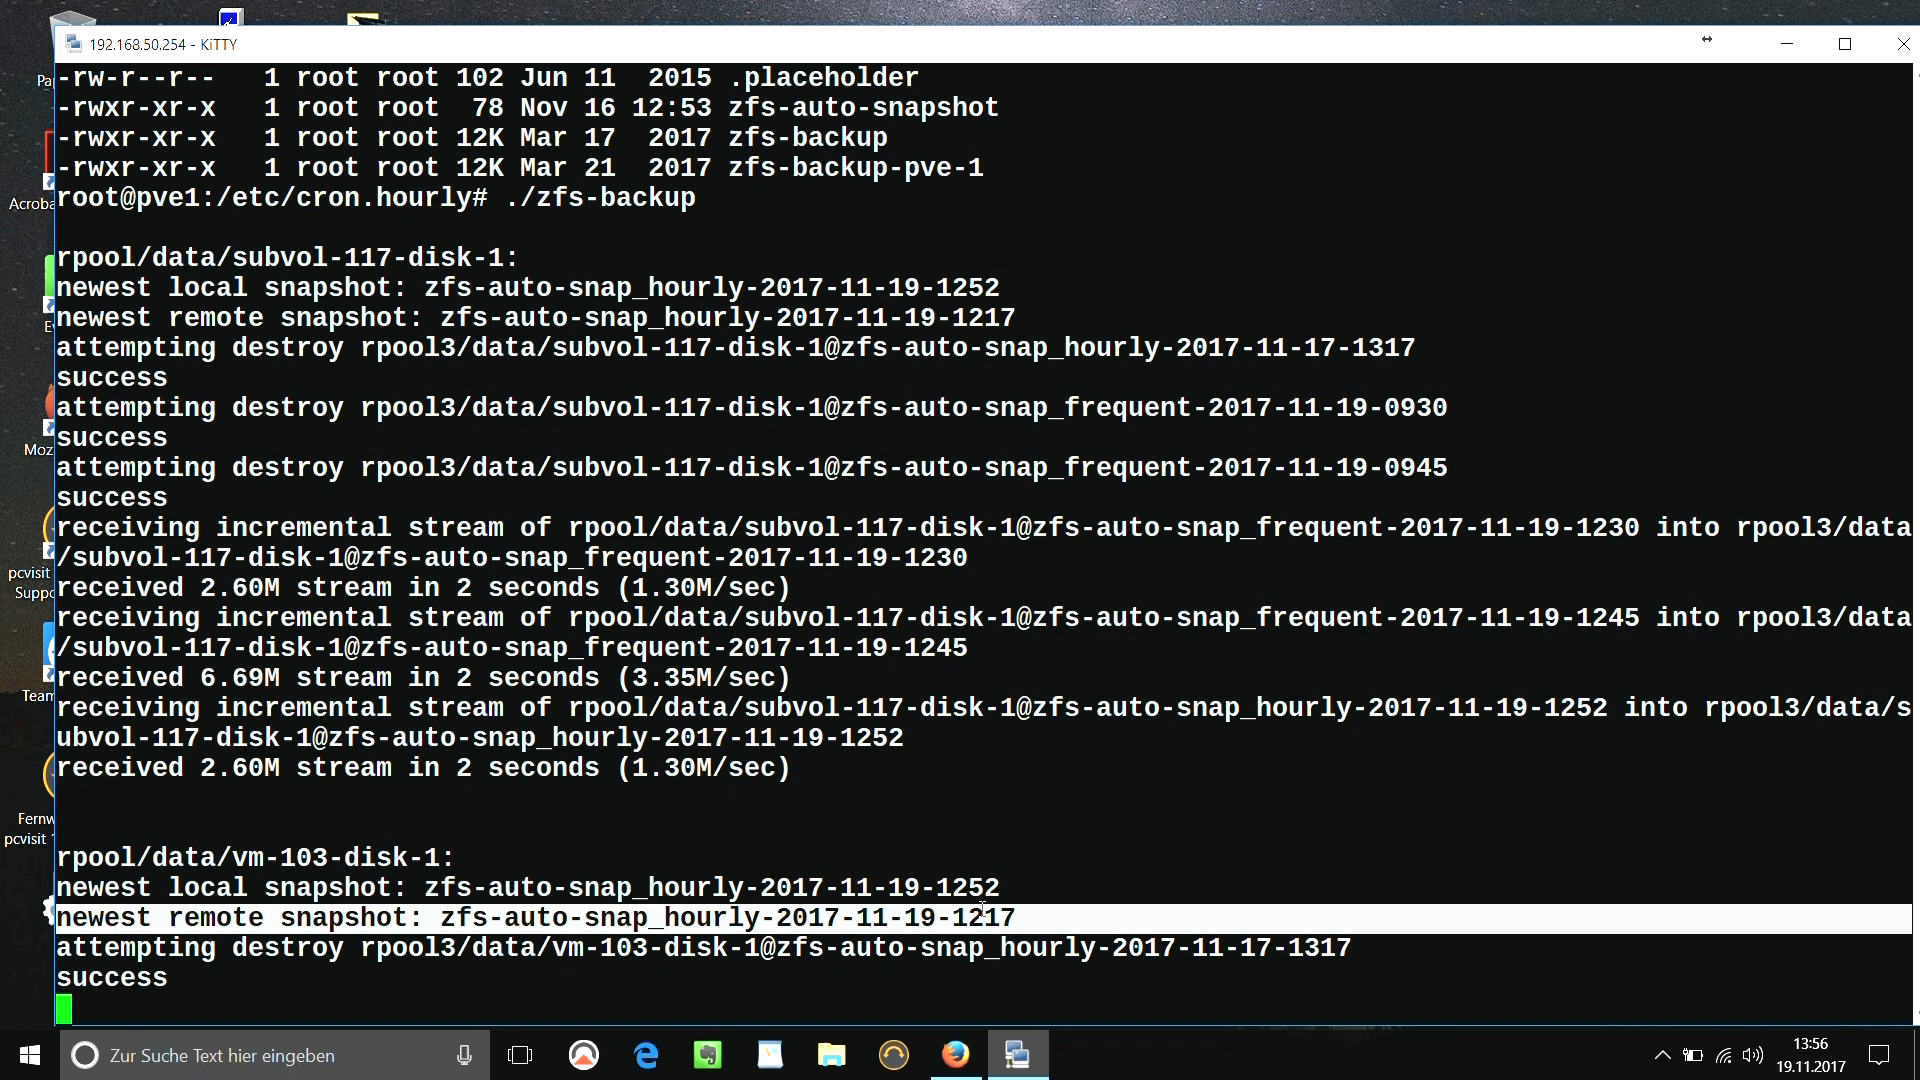 192.168.50.254 - KiTTY
-rw-r--r--   1 root root 102 Jun 11  2015 .placeholder
-rwxr-xr-x   1 root root  78 Nov 16 12:53 zfs-auto-snapshot
-rwxr-xr-x   1 root root 12K Mar 17  2017 zfs-backup
-rwxr-xr-x   1 root root 12K Mar 21  2017 zfs-backup-pve-1
root@pve1:/etc/cron.hourly# ./zfs-backup
rpool/data/subvol-117-disk-1:
newest local snapshot: zfs-auto-snap_hourly-2017-11-19-1252
newest remote snapshot: zfs-auto-snap_hourly-2017-11-19-1217
attempting destroy rpool3/data/subvol-117-disk-1@zfs-auto-snap_hourly-2017-11-17-1317
success
attempting destroy rpool3/data/subvol-117-disk-1@zfs-auto-snap_frequent-2017-11-19-0930
success
attempting destroy rpool3/data/subvol-117-disk-1@zfs-auto-snap_frequent-2017-11-19-0945
success
receiving incremental stream of rpool/data/subvol-117-disk-1@zfs-auto-snap_frequent-2017-11-19-1230 into rpool3/data
/subvol-117-disk-1@zfs-auto-snap_frequent-2017-11-19-1230
received 2.60M stream in 2 seconds (1.30M/sec)
receiving incremental stream of rpool/data/subvol-117-disk-1@zfs-auto-snap_frequent-2017-11-19-1245 into rpool3/data
/subvol-117-disk-1@zfs-auto-snap_frequent-2017-11-19-1245
received 6.69M stream in 2 seconds (3.35M/sec)
receiving incremental stream of rpool/data/subvol-117-disk-1@zfs-auto-snap_hourly-2017-11-19-1252 into rpool3/data/s
ubvol-117-disk-1@zfs-auto-snap_hourly-2017-11-19-1252
received 2.60M stream in 2 seconds (1.30M/sec)
rpool/data/vm-103-disk-1:
newest local snapshot: zfs-auto-snap_hourly-2017-11-19-1252
newest remote snapshot: zfs-auto-snap_hourly-2017-11-19-1217
attempting destroy rpool3/data/vm-103-disk-1@zfs-auto-snap_hourly-2017-11-17-1317
success
Pa
Acroba
Ev
Moz
pcvisit
Suppo
Team
Fernw
pcvisit
Zur Suche Text hier eingeben
13:56
19.11.2017